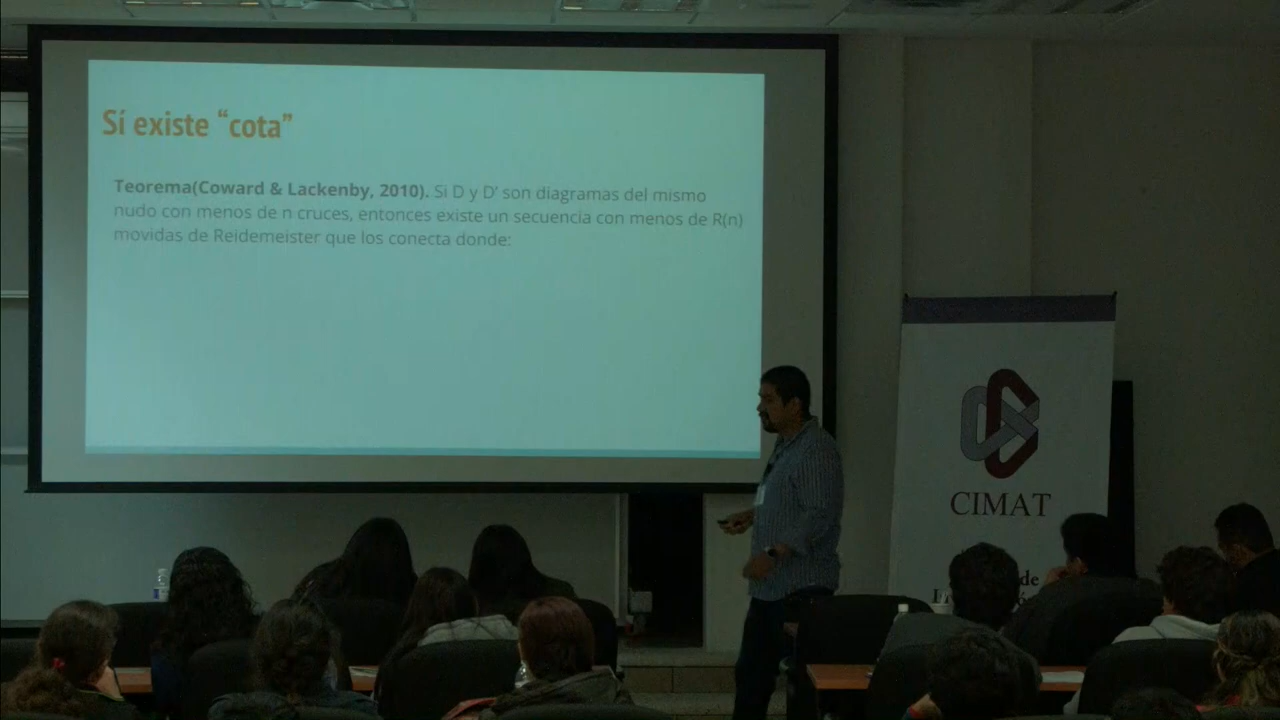 Sí existe “cota”
Teorema(Coward & Lackenby, 2010). Si D y D’ son diagramas del mismo
nudo con menos de n cruces, entonces existe un secuencia con menos de R(n)
movidas de Reidemeister que los conecta donde:
CIMAT
de